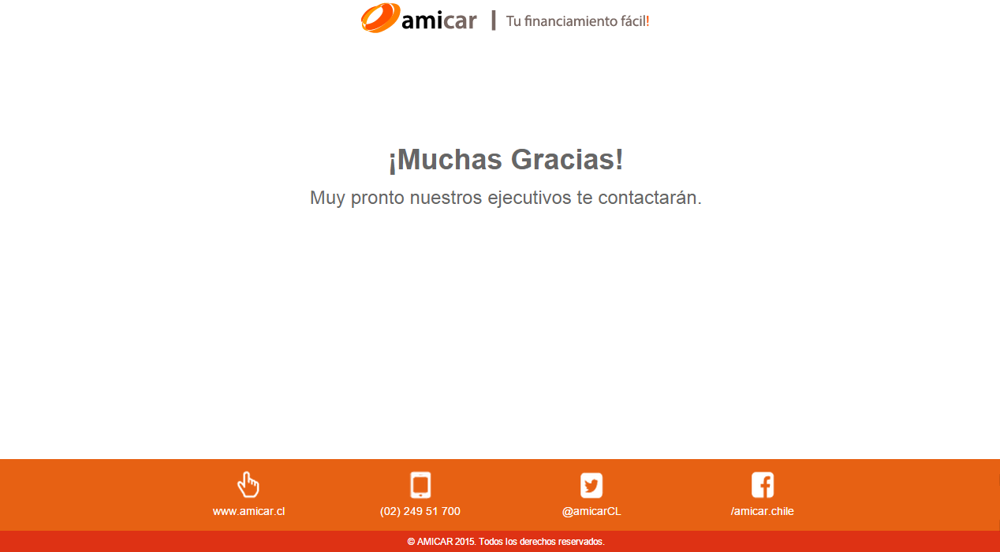 amicar | Tu financiamiento fácil!
¡Muchas Gracias!
Muy pronto nuestros ejecutivos te contactarán.
www.amicar.cl (02) 249 51 700 @amicarCL /amicar.chile
© AMICAR 2015. Todos los derechos reservados.